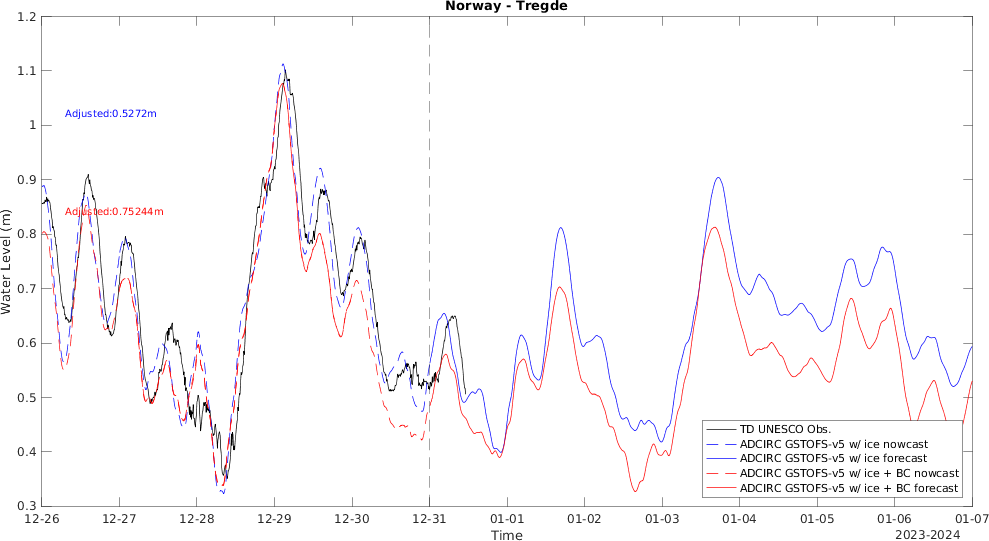 Norway - Tregde
1.2
1.1
1
0.9
0.8
0.7
0.6
0.5
0.4
0.3
Water Level (m)
Adjusted:0.5272m
Adjusted:0.75244m
TD UNESCO Obs.
ADCIRC GSTOFS-v5 w/ ice nowcast
ADCIRC GSTOFS-v5 w/ ice forecast
ADCIRC GSTOFS-v5 w/ ice + BC nowcast
ADCIRC GSTOFS-v5 w/ ice + BC forecast
12-26 12-27 12-28 12-29 12-30 12-31 01-01 01-02 01-03 01-04 01-05 01-06 01-07
Time
2023-2024